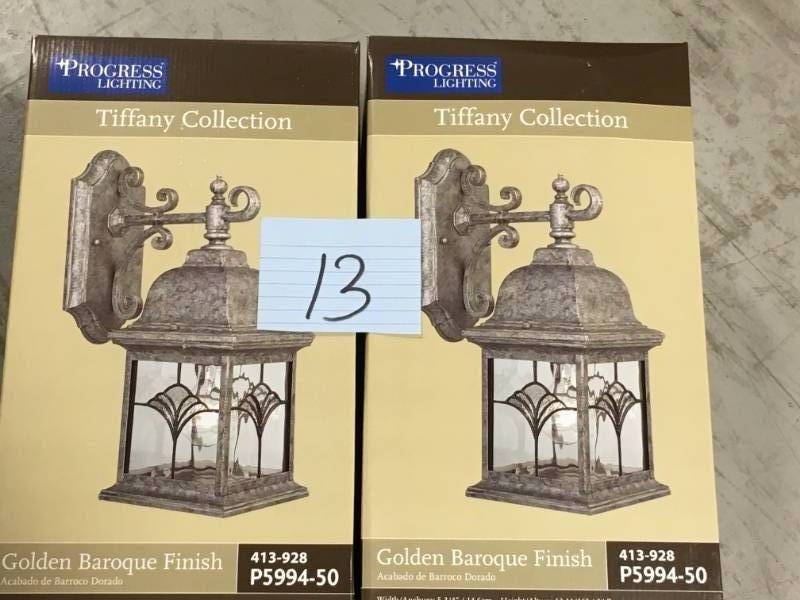 PROGRESS
LIGHTING
Tiffany Collection
Golden Baroque Finish
Acabado de Barroco Dorado
413-928
P5994-50
PROGRESS
LIGHTING
Tiffany Collection
Golden Baroque Finish
Acabado de Barroco Dorado
413-928
P5994-50
13